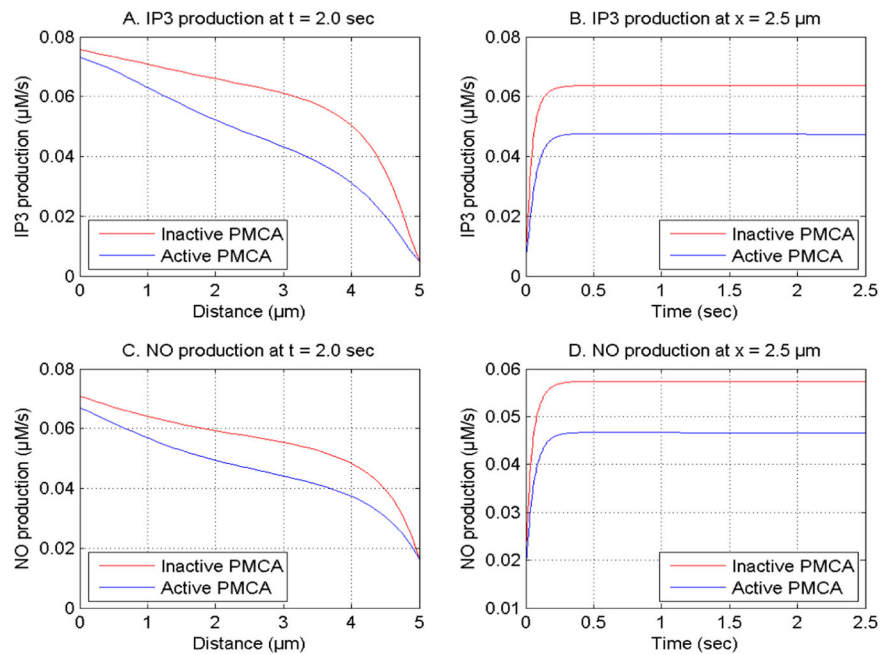 A. IP3 production at t = 2.0 sec
IP3 production (µM/s)
0.08
0.06
0.04
0.02
0
Inactive PMCA
Active PMCA
0 1 2 3 4 5
Distance (µm)
B. IP3 production at x = 2.5 µm
IP3 production (µM/s)
0.08
0.06
0.04
0.02
0
Inactive PMCA
Active PMCA
0 0.5 1 1.5 2 2.5
Time (sec)
C. NO production at t = 2.0 sec
NO production (µM/s)
0.08
0.06
0.04
0.02
0
Inactive PMCA
Active PMCA
0 1 2 3 4 5
Distance (µm)
D. NO production at x = 2.5 µm
NO production (µM/s)
0.06
0.05
0.04
0.03
0.02
0.01
Inactive PMCA
Active PMCA
0 0.5 1 1.5 2 2.5
Time (sec)